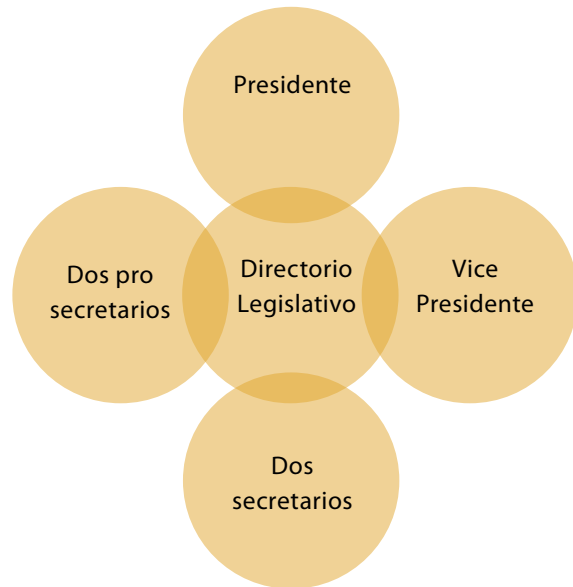 Presidente
Dos pro
secretarios
Directorio
Legislativo
Vice
Presidente
Dos
secretarios